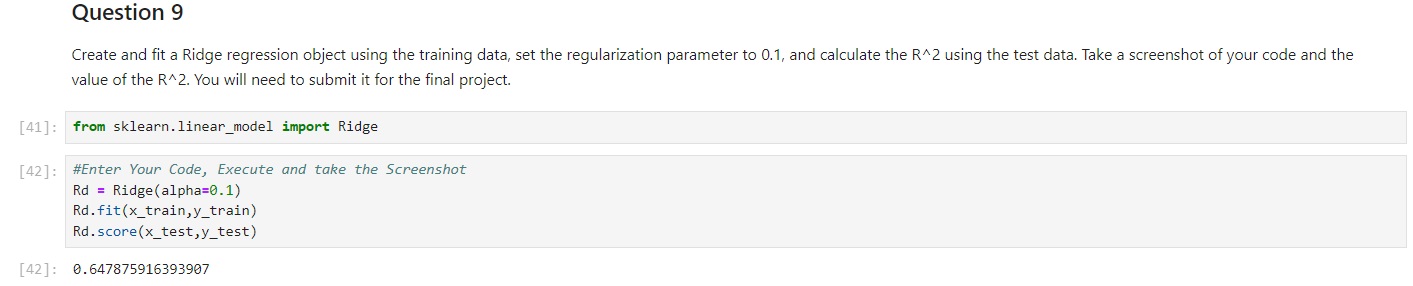 Question 9
Create and fit a Ridge regression object using the training data, set the regularization parameter to 0.1, and calculate the R^2 using the test data. Take a screenshot of your code and the
value of the R^2. You will need to submit it for the final project.
[41]: from sklearn.linear_model import Ridge
[42]: #Enter Your Code, Execute and take the Screenshot
Rd = Ridge(alpha=0.1)
Rd.fit(x_train,y_train)
Rd.score(x_test,y_test)
[42]: 0.647875916393907